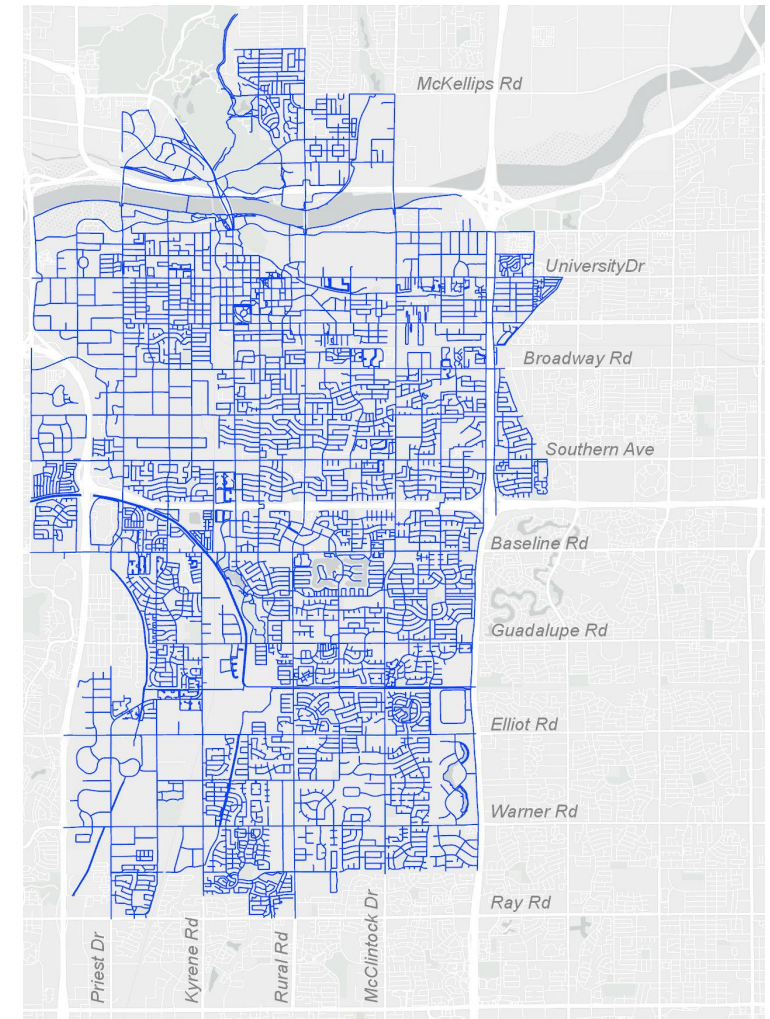 McKellips Rd
UniversityDr
Broadway Rd
Southern Ave
Baseline Rd
Guadalupe Rd
Elliot Rd
Warner Rd
Ray Rd
Priest Dr
Kyrene Rd
Rural Rd
McClintock Dr